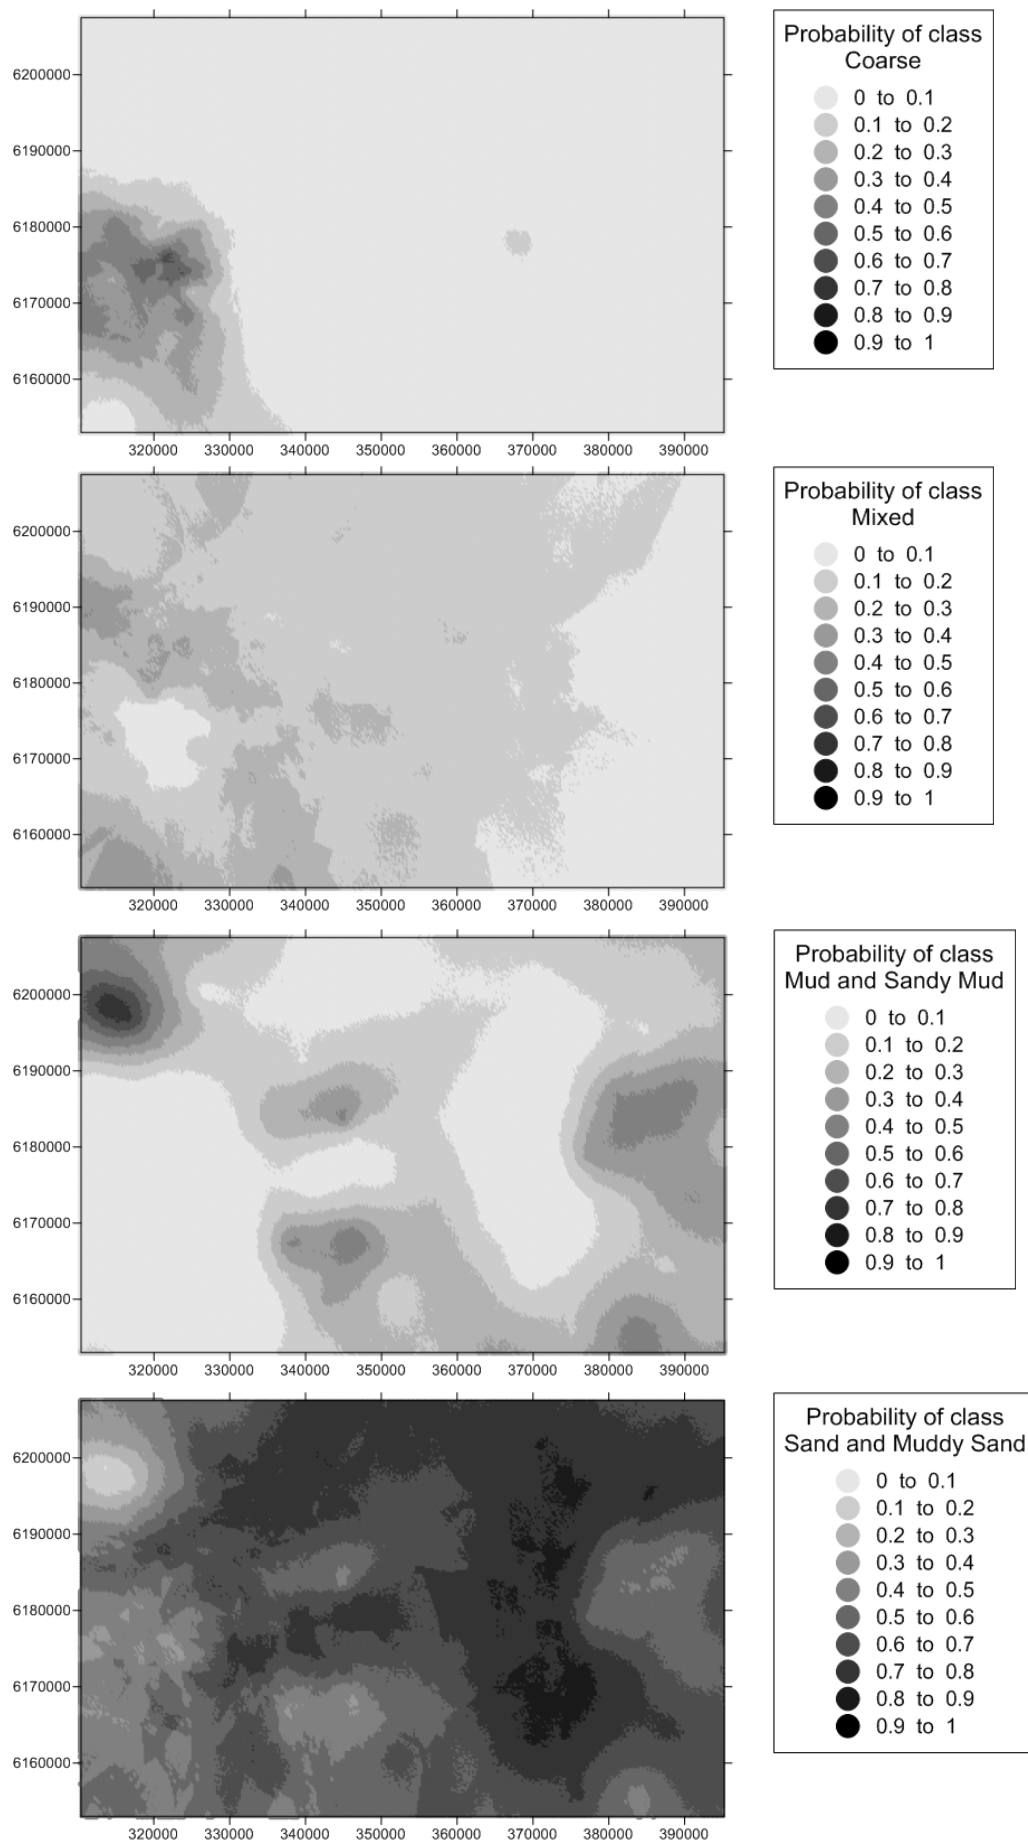 6200000
6190000
6180000
6170000
6160000
320000 330000 340000 350000 360000 370000 380000 390000
Probability of class
Coarse
0 to 0.1
0.1 to 0.2
0.2 to 0.3
0.3 to 0.4
0.4 to 0.5
0.5 to 0.6
0.6 to 0.7
0.7 to 0.8
0.8 to 0.9
0.9 to 1
6200000
6190000
6180000
6170000
6160000
320000 330000 340000 350000 360000 370000 380000 390000
Probability of class
Mixed
0 to 0.1
0.1 to 0.2
0.2 to 0.3
0.3 to 0.4
0.4 to 0.5
0.5 to 0.6
0.6 to 0.7
0.7 to 0.8
0.8 to 0.9
0.9 to 1
6200000
6190000
6180000
6170000
6160000
320000 330000 340000 350000 360000 370000 380000 390000
Probability of class
Mud and Sandy Mud
0 to 0.1
0.1 to 0.2
0.2 to 0.3
0.3 to 0.4
0.4 to 0.5
0.5 to 0.6
0.6 to 0.7
0.7 to 0.8
0.8 to 0.9
0.9 to 1
6200000
6190000
6180000
6170000
6160000
320000 330000 340000 350000 360000 370000 380000 390000
Probability of class
Sand and Muddy Sand
0 to 0.1
0.1 to 0.2
0.2 to 0.3
0.3 to 0.4
0.4 to 0.5
0.5 to 0.6
0.6 to 0.7
0.7 to 0.8
0.8 to 0.9
0.9 to 1